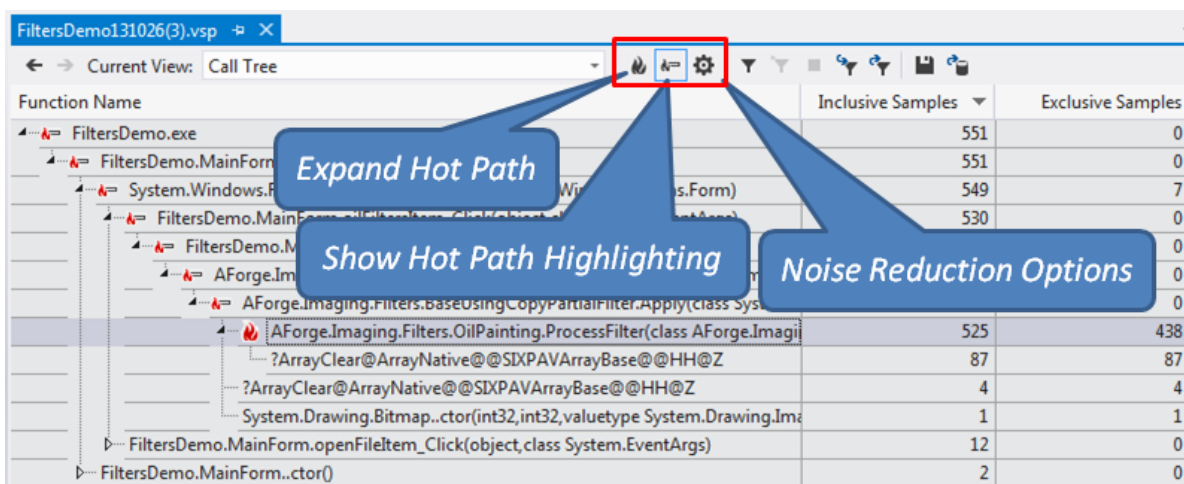 FiltersDemo131026(3).vsp
Current View: Call Tree
Function Name Inclusive Samples Exclusive Samples
FiltersDemo.exe 551 0
FiltersDemo.MainForm 551 0
System.Windows.F s.Form) 549 7
FiltersDemo.MainForm.oilFilterItem_Click(object, 530 0
FiltersDemo.M 0
AForge.Im 0
AForge.Imaging.Filters.BaseUsingCopyPartialFilter.Apply(class Sys 0
AForge.Imaging.Filters.OilPainting.ProcessFilter(class AForge.Imagi 525 438
?ArrayClear@ArrayNative@@SIXPAVArrayBase@@HH@Z 87 87
?ArrayClear@ArrayNative@@SIXPAVArrayBase@@HH@Z 4 4
System.Drawing.Bitmap..ctor(int32,int32,valuetype System.Drawing.Ima 1 1
FiltersDemo.MainForm.openFileItem_Click(object,class System.EventArgs) 12 0
FiltersDemo.MainForm..ctor() 2 0
Expand Hot Path
Show Hot Path Highlighting
Noise Reduction Options